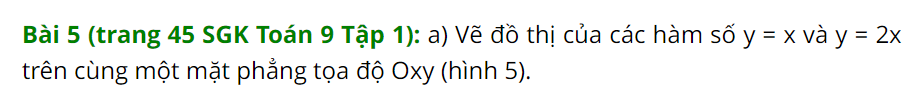 Bài 5 (trang 45 SGK Toán 9 Tập 1): a) Vẽ đồ thị của các hàm số y = x và y = 2x
trên cùng một mặt phẳng tọa độ Oxy (hình 5).